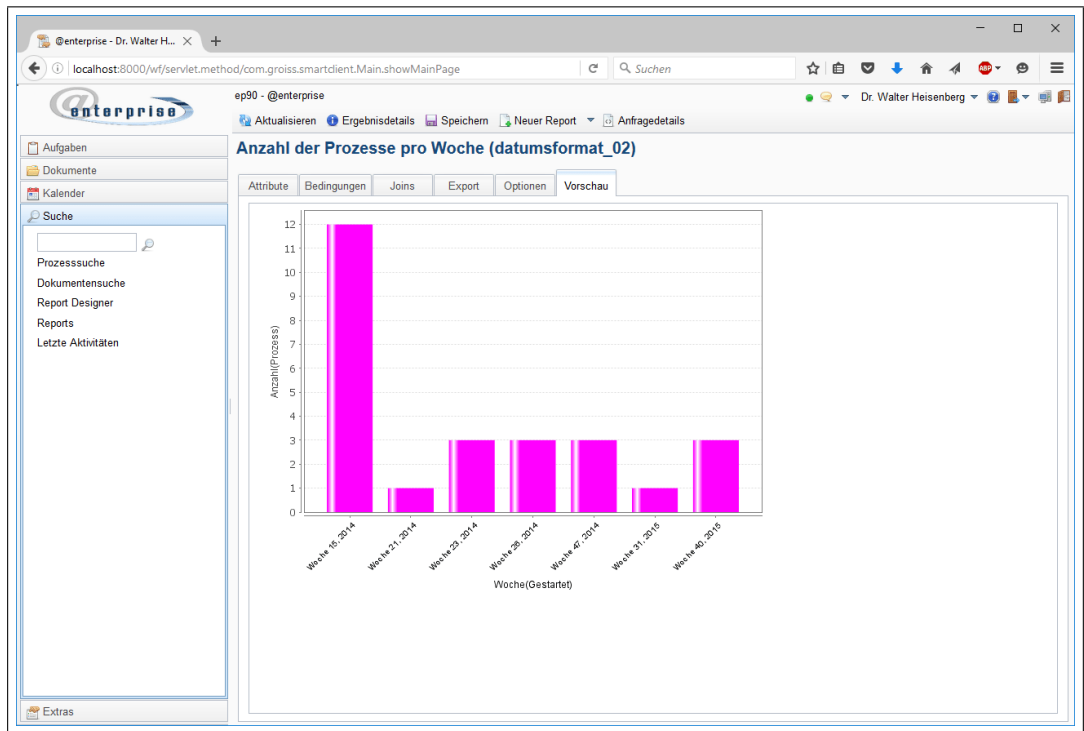 @enterprise - Dr. Walter H...
localhost:8000/wf/servlet.method/com.groiss.smartclient.Main.showMainPage
Suchen
ABP
@enterprise
ep90 - @enterprise
Dr. Walter Heisenberg
Aktualisieren Ergebnisdetails Speichern Neuer Report Anfragedetails
Aufgaben
Dokumente
Kalender
Suche
Prozesssuche
Dokumentensuche
Report Designer
Reports
Letzte Aktivitäten
Extras
Anzahl der Prozesse pro Woche (datumsformat_02)
Attribute Bedingungen Joins Export Optionen Vorschau
Anzahl(Prozess)
12
11
10
9
8
7
6
5
4
3
2
1
0
Woche 15, 2014
Woche 21, 2014
Woche 23, 2014
Woche 26, 2014
Woche 47, 2014
Woche 31, 2015
Woche 40, 2015
Woche(Gestartet)